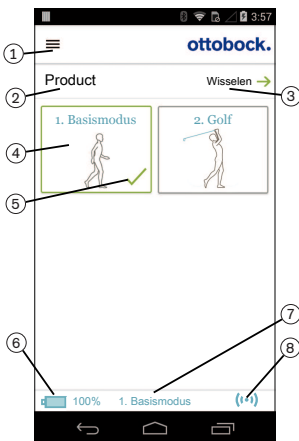 3:57
1
ottobock.
2
Product
Wisselen
3
1. Basismodus
2. Golf
4
5
6
7
8
100%
1. Basismodus